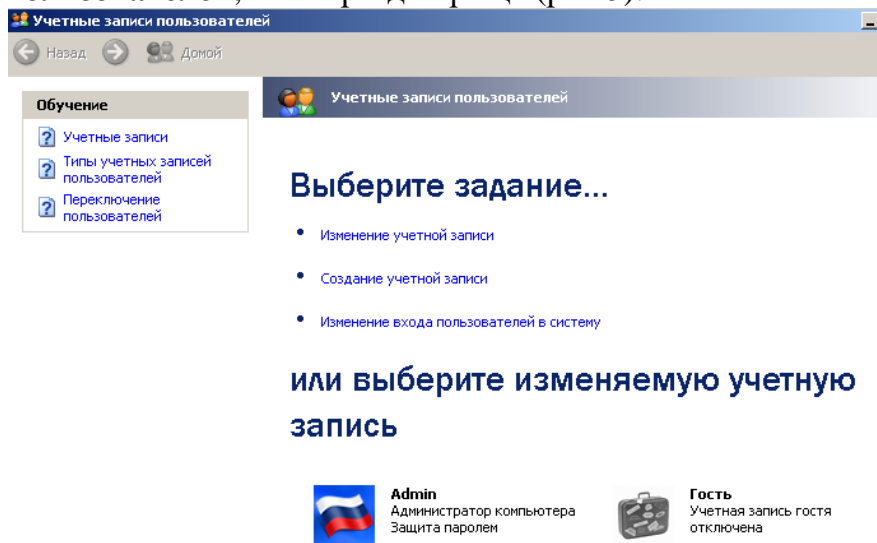 Учетные записи пользователей
Назад
Домой
Обучение
Учетные записи
Типы учетных записей
пользователей
Переключение
пользователей
Учетные записи пользователей
Выберите задание...
• Изменение учетной записи
• Создание учетной записи
• Изменение входа пользователей в систему
или выберите изменяемую учетную
запись
Admin
Администратор компьютера
Защита паролем
Гость
Учетная запись гостя
отключена